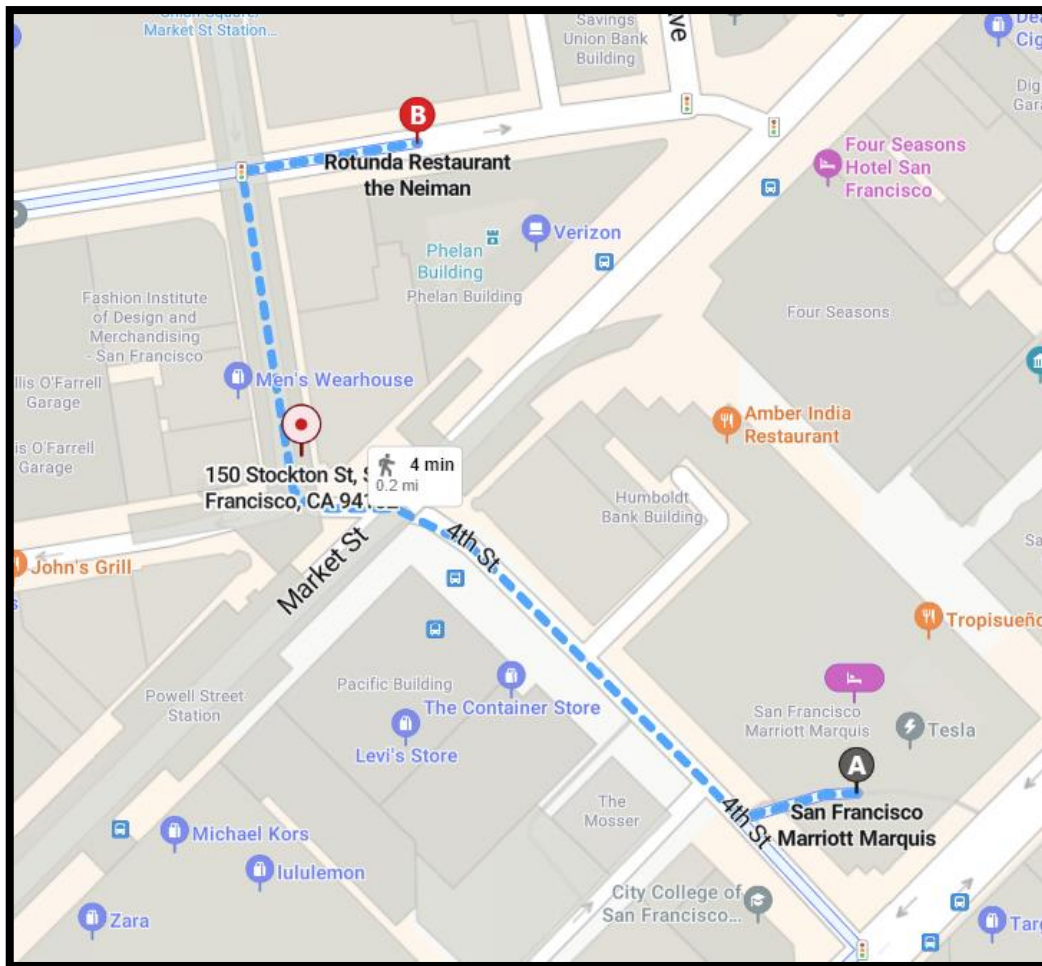 Union Square/
Market St Station...
Savings
Union Bank
Building
Ave
B
Rotunda Restaurant
the Neiman
Four Seasons
Hotel San
Francisco
Verizon
Phelan
Building
Phelan Building
Four Seasons
Fashion Institute
of Design and
Merchandising
- San Francisco
llis O'Farrell
Garage
Men's Wearhouse
Amber India
Restaurant
is O'Farrell
Garage
150 Stockton St, S
Francisco, CA 94102
4 min
0.2 mi
Humboldt
Bank Building
4th St
Market St
John's Grill
Tropisueño
Powell Street
Station
Pacific Building
The Container Store
Levi's Store
San Francisco
Marriott Marquis
Tesla
A
San Francisco
Marriott Marquis
The
Mosser
4th St
Michael Kors
lululemon
City College of
San Francisco...
Zara
Targ